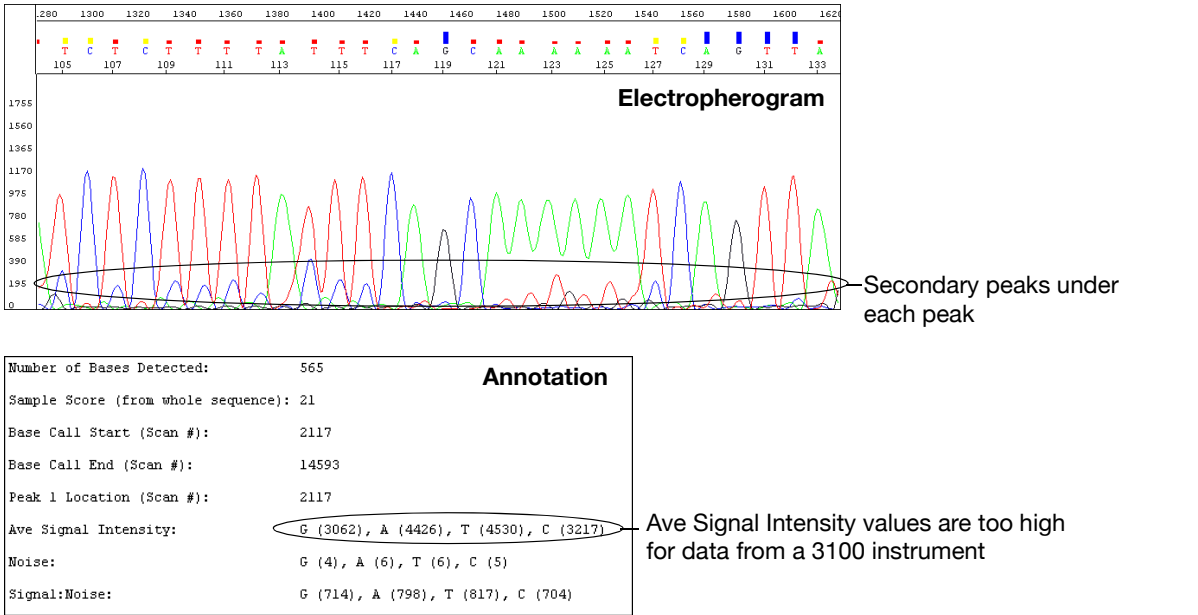 .280 1300 1320 1340 1360 1380 1400 1420 1440 1460 1480 1500 1520 1540 1560 1580 1600 1620
T C T C T T T T A T T T C A G C A A A A A A T C A G T T A
105 107 109 111 113 115 117 119 121 123 125 127 129 131 133
Electropherogram
1755
1560
1365
1170
975
780
585
390
195
0
Secondary peaks under
each peak
Annotation
Number of Bases Detected: 565
Sample Score (from whole sequence): 21
Base Call Start (Scan #): 2117
Base Call End (Scan #): 14593
Peak 1 Location (Scan #): 2117
Ave Signal Intensity: G (3062), A (4426), T (4530), C (3217)
Noise: G (4), A (6), T (6), C (5)
Signal:Noise: G (714), A (798), T (817), C (704)
Ave Signal Intensity values are too high
for data from a 3100 instrument